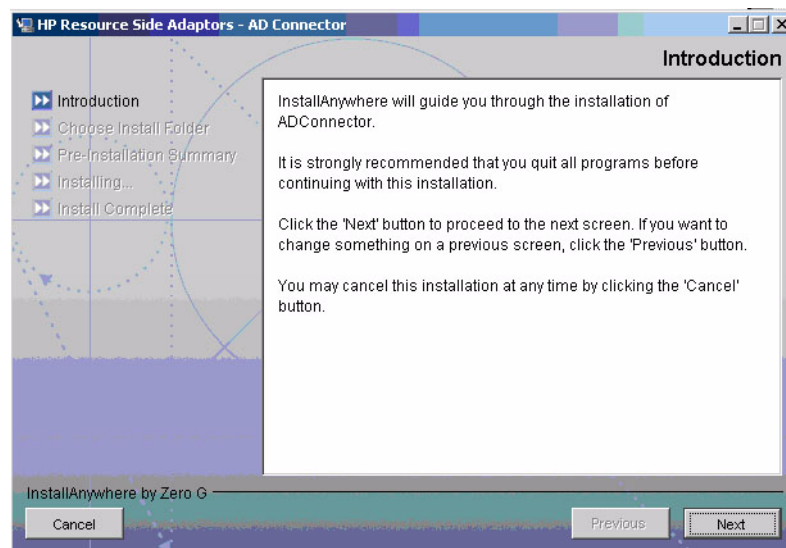 HP Resource Side Adaptors - AD Connector
Introduction
Introduction
Choose Install Folder
Pre-Installation Summary
Installing...
Install Complete
InstallAnywhere will guide you through the installation of
ADConnector.
It is strongly recommended that you quit all programs before
continuing with this installation.
Click the 'Next' button to proceed to the next screen. If you want to
change something on a previous screen, click the 'Previous' button.
You may cancel this installation at any time by clicking the 'Cancel'
button.
InstallAnywhere by Zero G
Cancel
Previous
Next